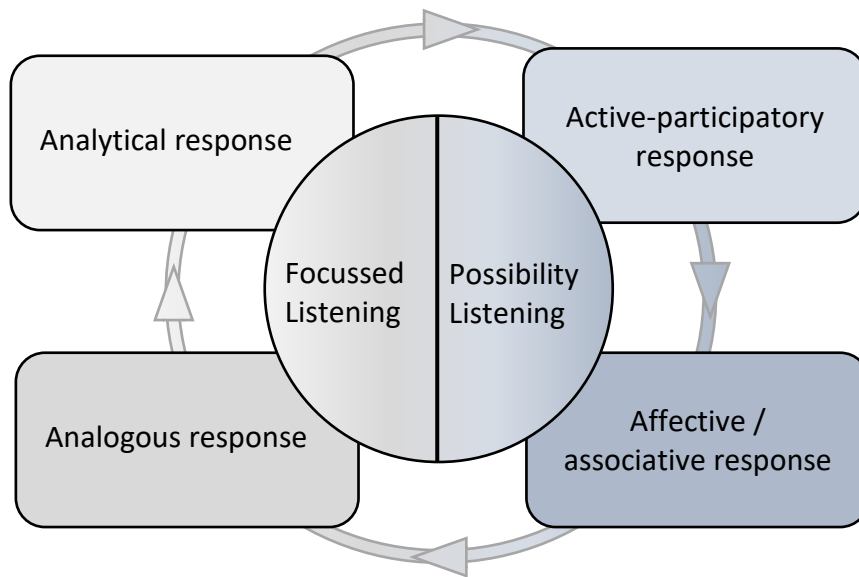 Analytical response
Active-participatory
response
Focussed
Listening
Possibility
Listening
Analogous response
Affective /
associative response